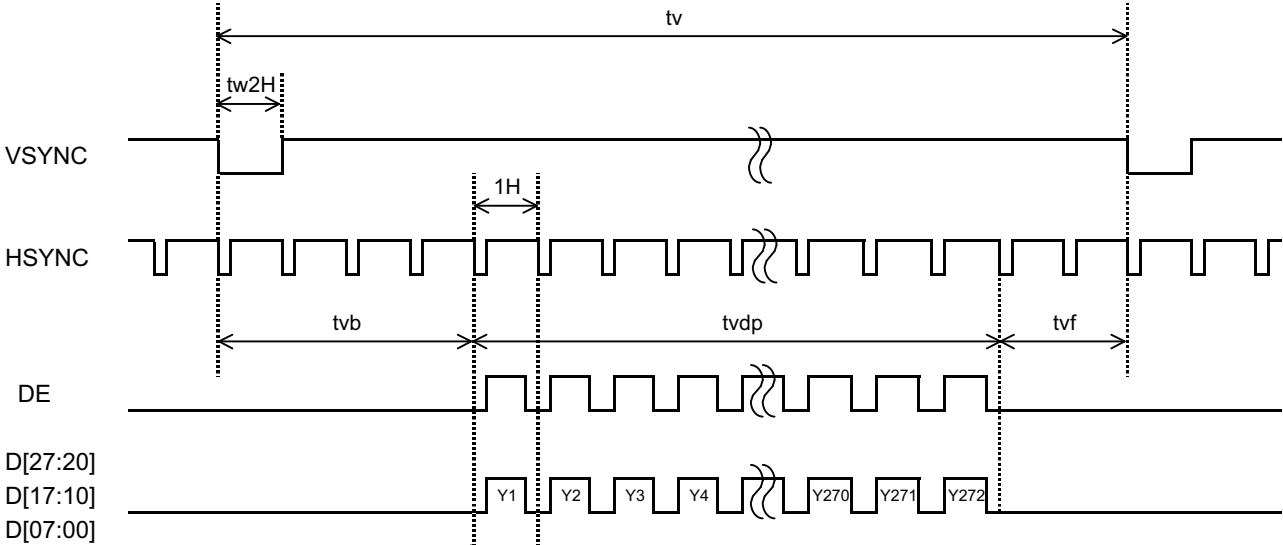 tv
tw2H
VSYNC
1H
HSYNC
tvb tvdp tvf
DE
D[27:20]
D[17:10] Y1 Y2 Y3 Y4 Y270 Y271 Y272
D[07:00]